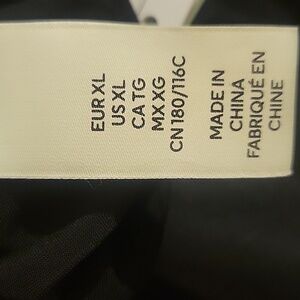 EUR XL
US XL
CA TG
MX XG
CN 180/116C
MADE IN
CHINA
FABRIQUÉ EN
CHINE